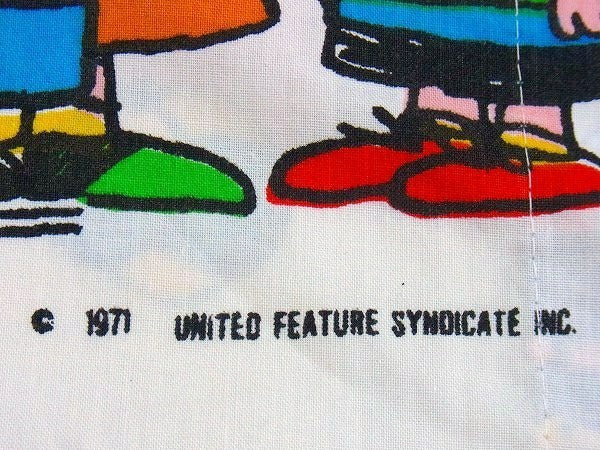 © 1971 UNITED FEATURE SYNDICATE INC.